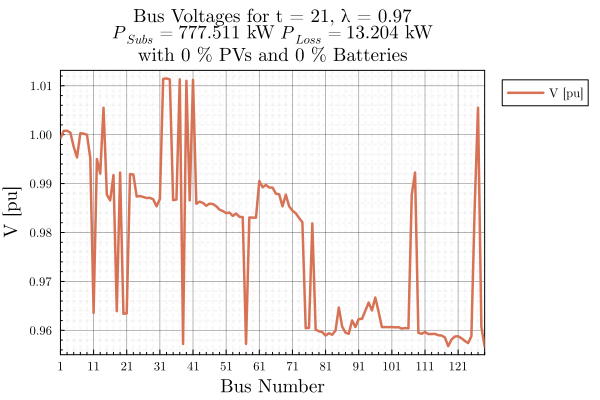 Bus Voltages for t = 21, λ = 0.97
P_Subs = 777.511 kW P_Loss = 13.204 kW
with 0 % PVs and 0 % Batteries
V [pu]
1.01
1.00
0.99
0.98
0.97
0.96
V [pu]
1 11 21 31 41 51 61 71 81 91 101 111 121
Bus Number